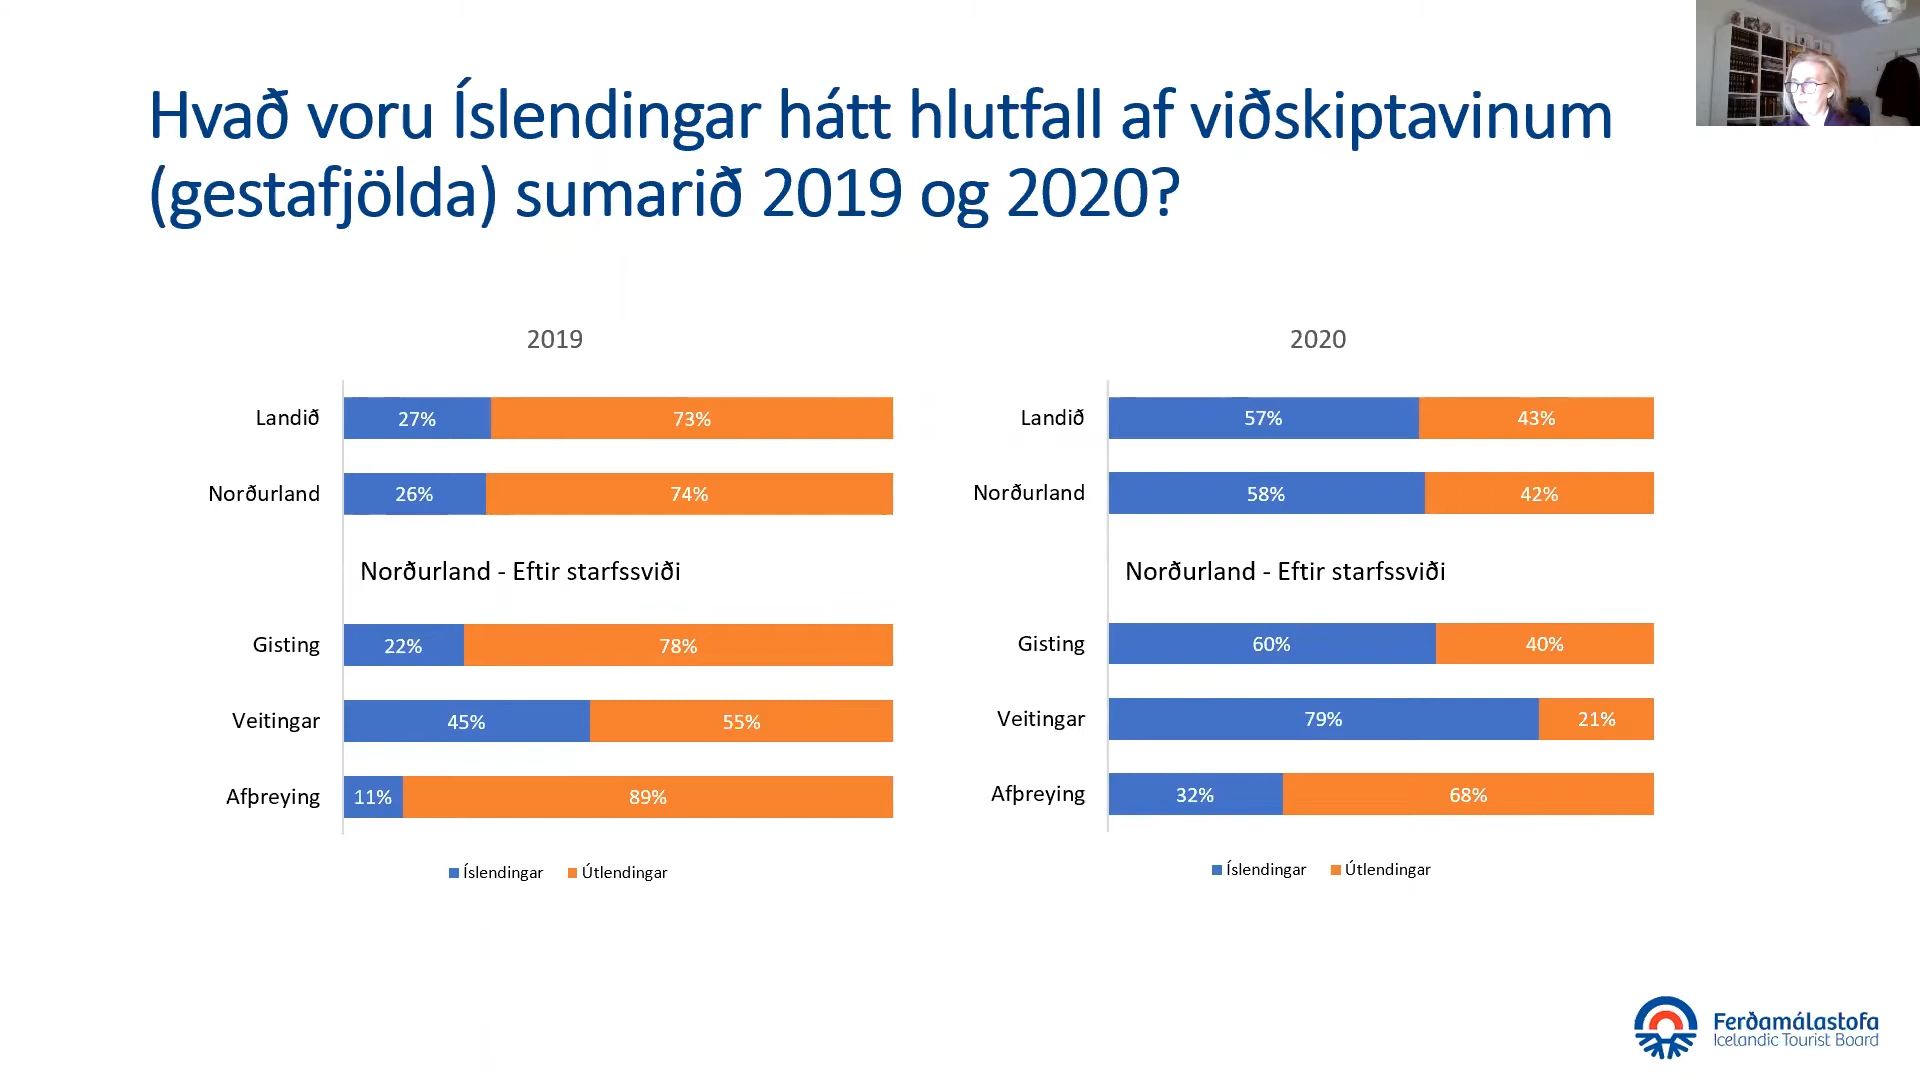 Hvað voru Íslendingar hátt hlutfall af viðskiptavinum
(gestafjölda) sumarið 2019 og 2020?
2019
Landið 27% 73%
Norðurland 26% 74%
Norðurland - Eftir starfssviði
Gisting 22% 78%
Veitingar 45% 55%
Afþreying 11% 89%
Íslendingar Útlendingar
2020
Landið 57% 43%
Norðurland 58% 42%
Norðurland - Eftir starfssviði
Gisting 60% 40%
Veitingar 79% 21%
Afþreying 32% 68%
Íslendingar Útlendingar
Ferðamálastofa
Icelandic Tourist Board